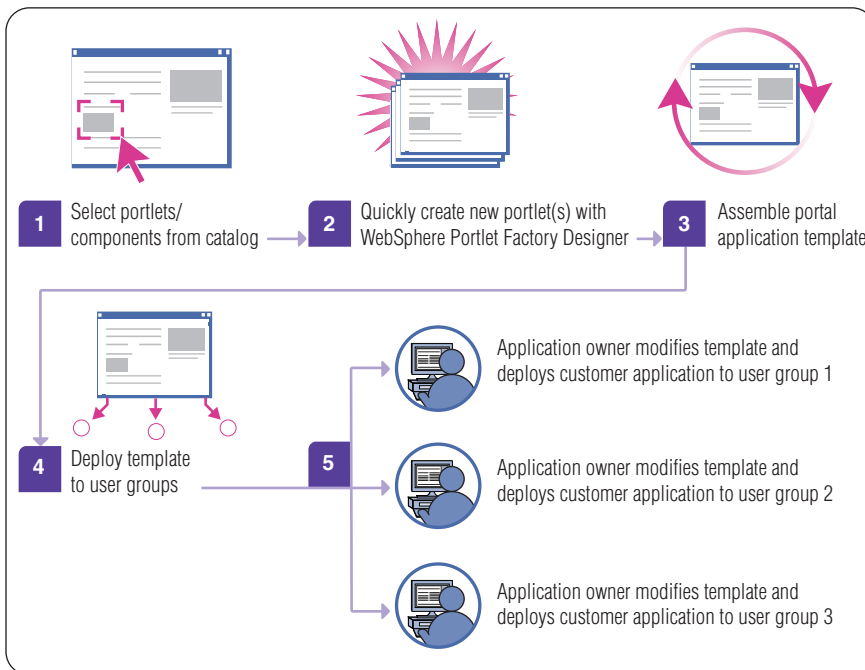 1
Select portlets/
components from catalog
2
Quickly create new portlet(s) with
WebSphere Portlet Factory Designer
3
Assemble portal
application template
4
Deploy template
to user groups
5
Application owner modifies template and
deploys customer application to user group 1
Application owner modifies template and
deploys customer application to user group 2
Application owner modifies template and
deploys customer application to user group 3